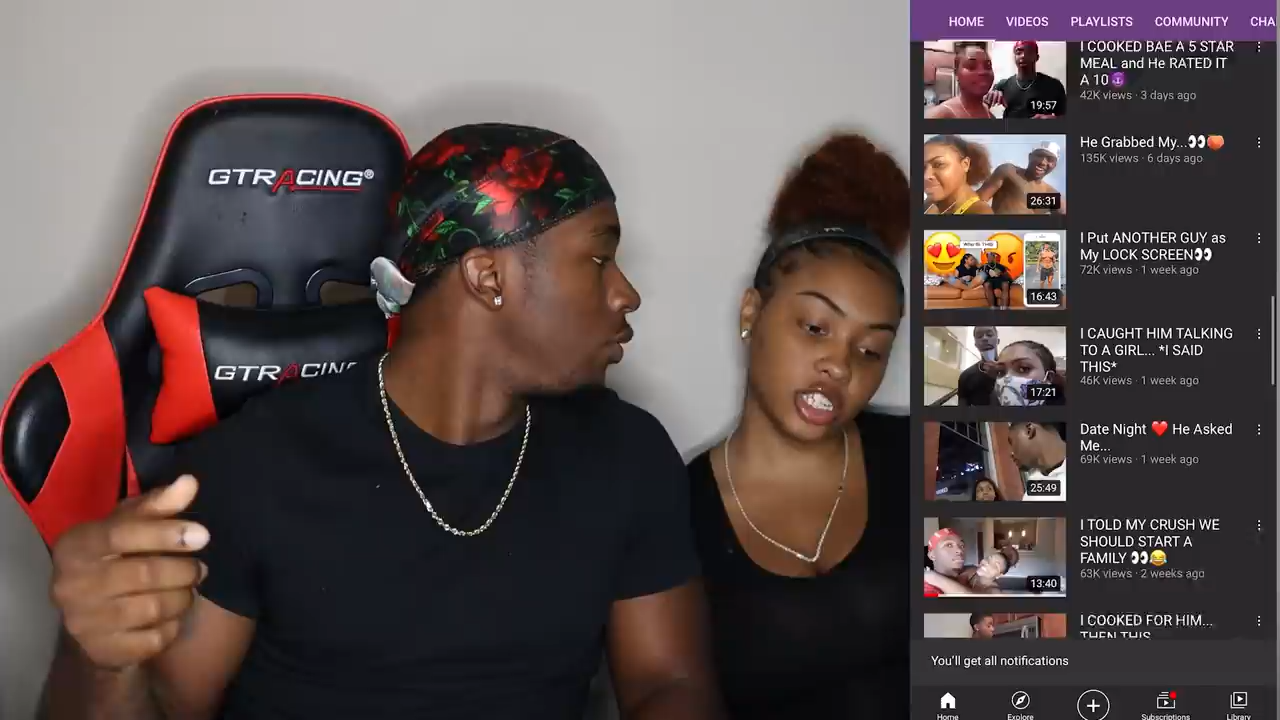 GTRACING®
GTRACING
HOME VIDEOS PLAYLISTS COMMUNITY CHA
I COOKED BAE A 5 STAR
MEAL and He RATED IT
A 10😈
42K views · 3 days ago
19:57
He Grabbed My...👀🍑
135K views · 6 days ago
26:31
I Put ANOTHER GUY as
My LOCK SCREEN👀
72K views · 1 week ago
16:43
I CAUGHT HIM TALKING
TO A GIRL... *I SAID
THIS*
46K views · 1 week ago
17:21
Date Night ❤️ He Asked
Me...
69K views · 1 week ago
25:49
I TOLD MY CRUSH WE
SHOULD START A
FAMILY 👀😂
63K views · 2 weeks ago
13:40
I COOKED FOR HIM...
THEN THIS
You'll get all notifications
Home Explore Subscriptions Library